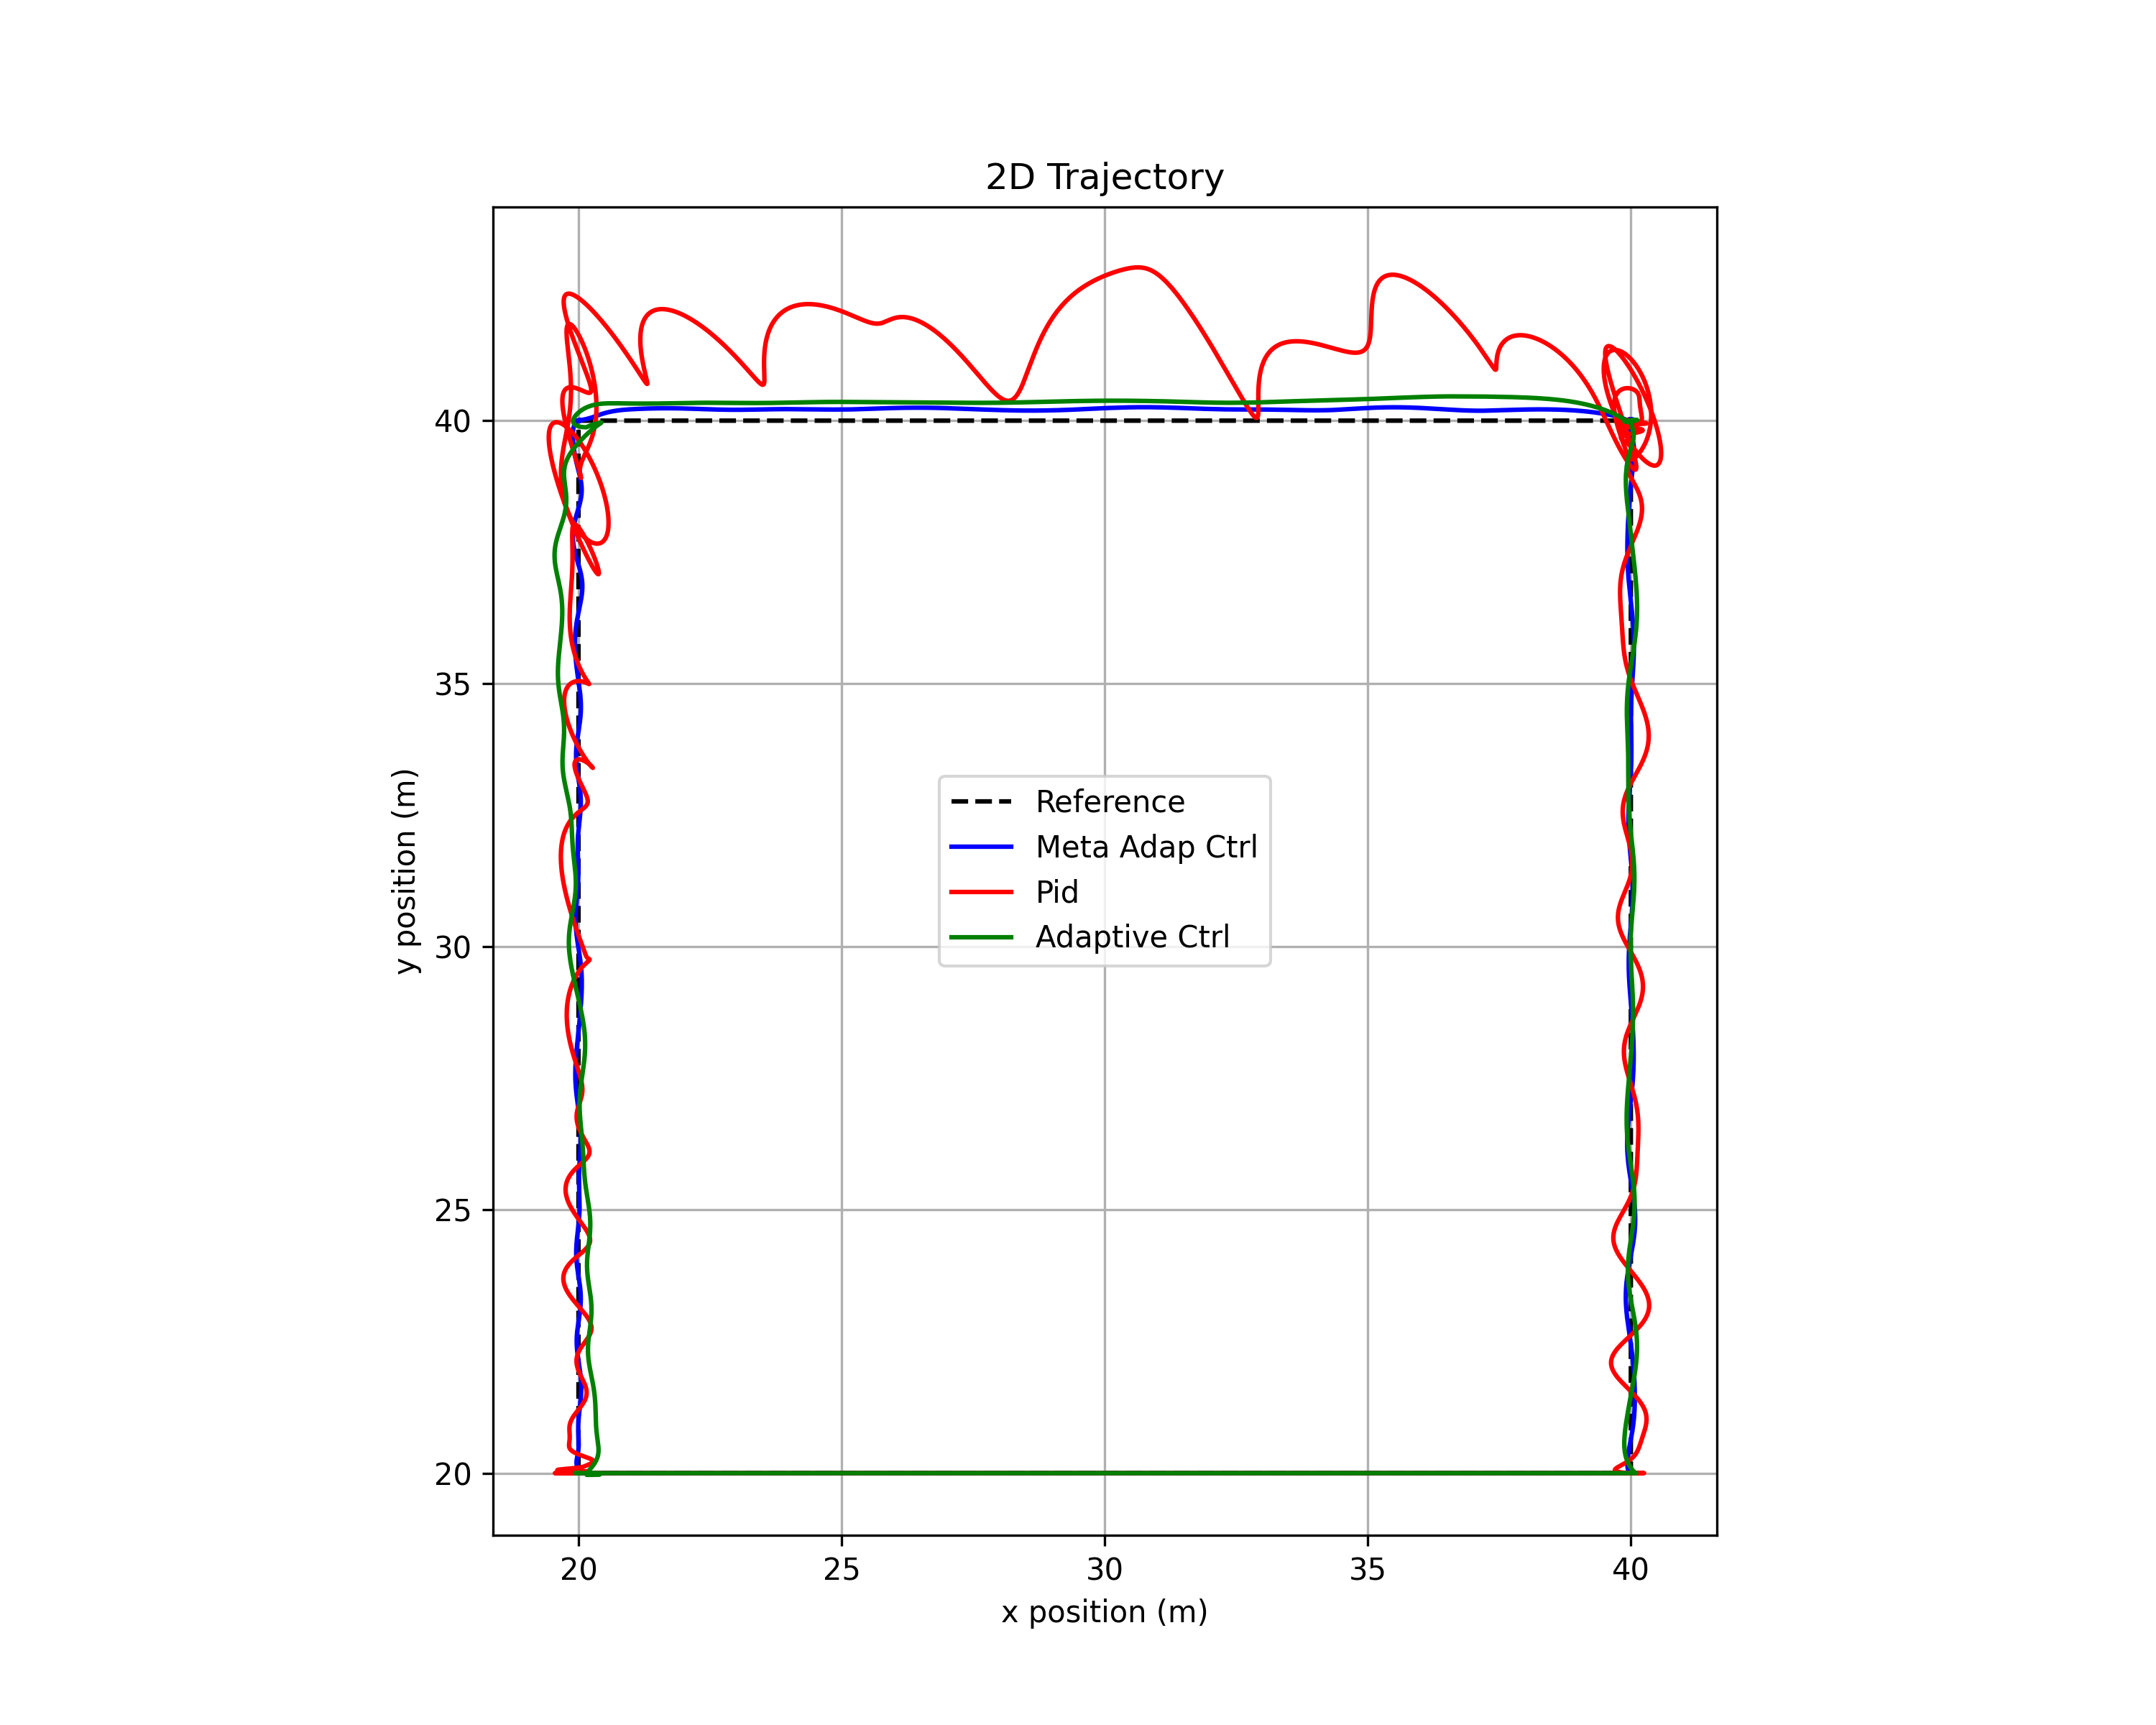 2D Trajectory
40
35
30
25
20
y position (m)
Reference
Meta Adap Ctrl
Pid
Adaptive Ctrl
20 25 30 35 40
x position (m)